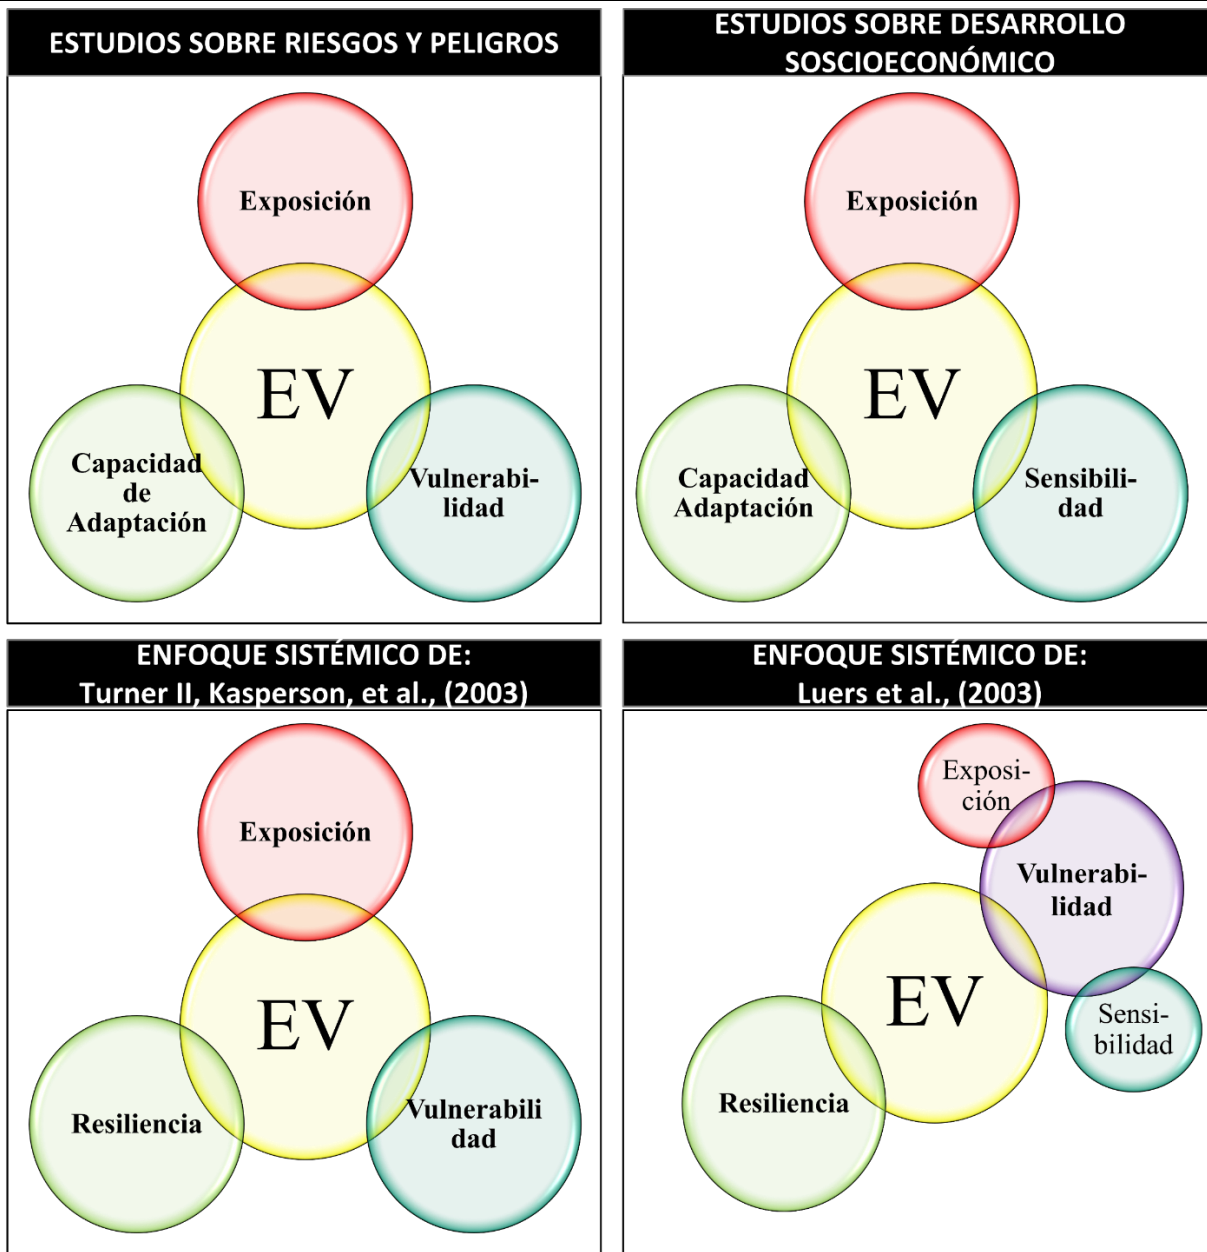 ESTUDIOS SOBRE RIESGOS Y PELIGROS
Exposición
EV
Capacidad
de
Adaptación
Vulnerabi-
lidad
ESTUDIOS SOBRE DESARROLLO
SOSCIOECONÓMICO
Exposición
EV
Capacidad
Adaptación
Sensibili-
dad
ENFOQUE SISTÉMICO DE:
Turner II, Kasperson, et al., (2003)
Exposición
EV
Resiliencia
Vulnerabili
dad
ENFOQUE SISTÉMICO DE:
Luers et al., (2003)
Exposi-
ción
Vulnerabi-
lidad
EV
Sensi-
bilidad
Resiliencia